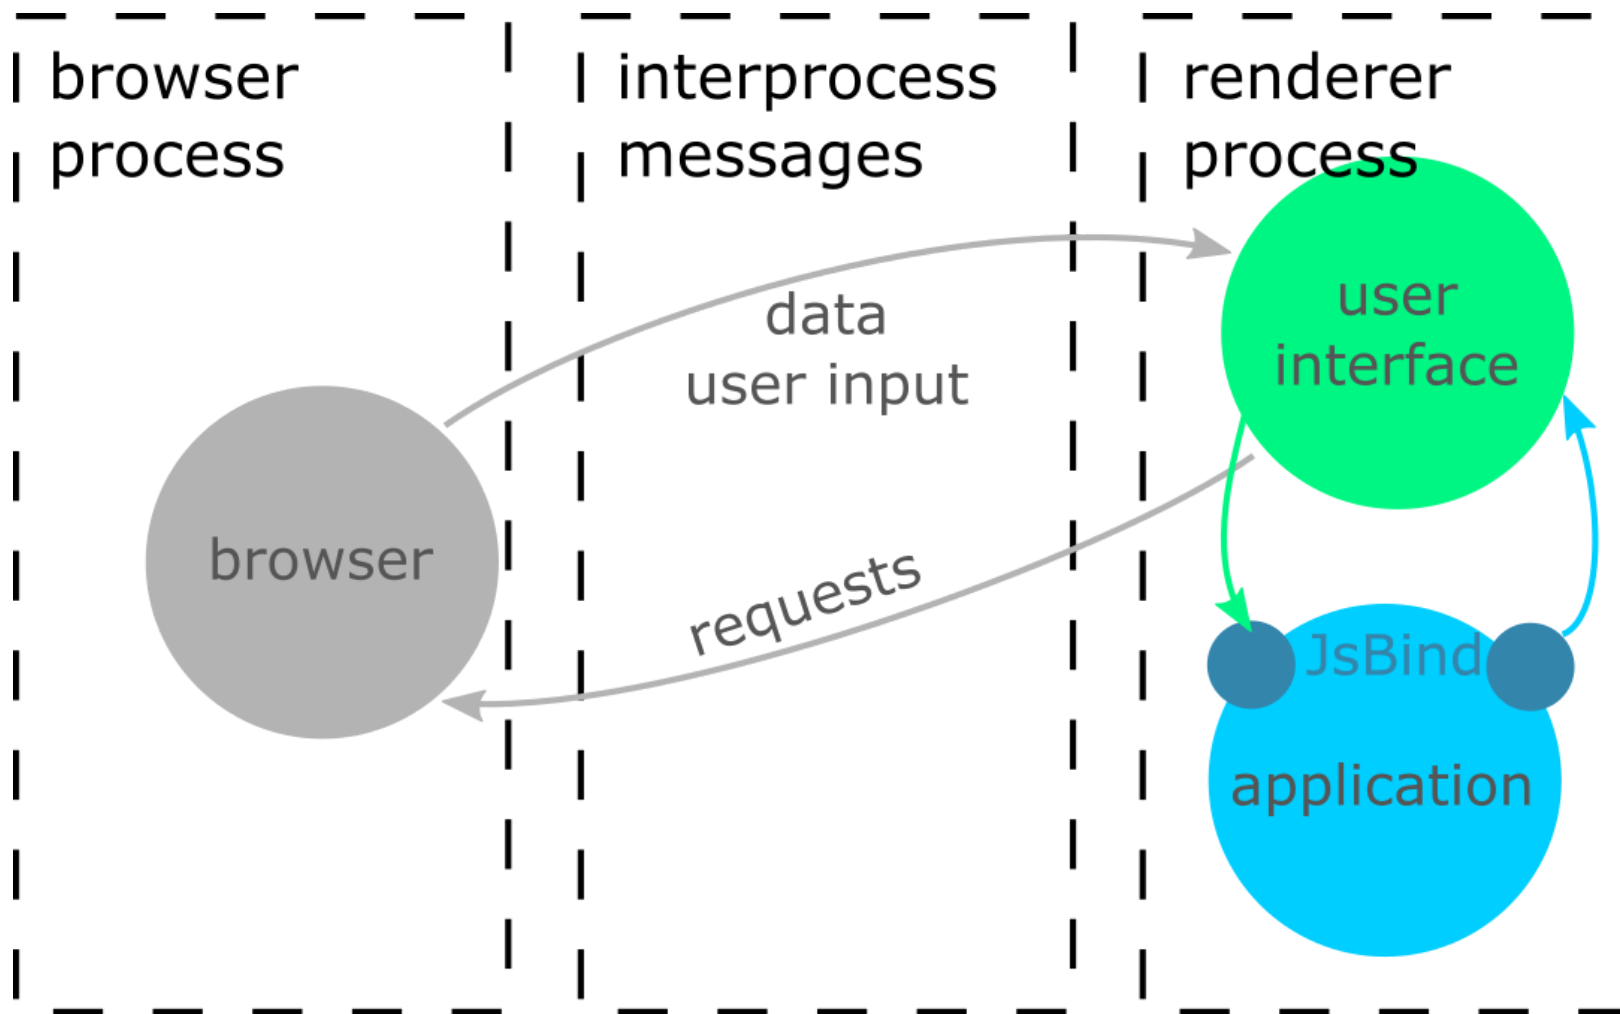 browser
process
interprocess
messages
renderer
process
data
user input
user
interface
browser
requests
JsBind
application